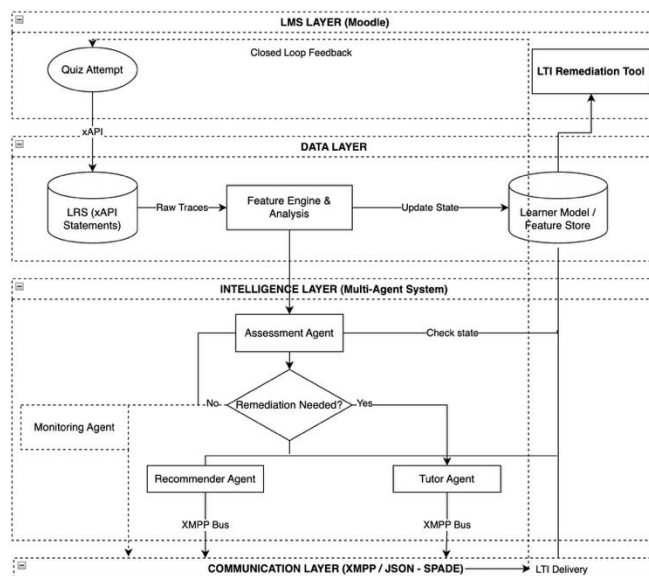 LMS LAYER (Moodle)
Closed Loop Feedback
Quiz Attempt
LTI Remediation Tool
xAPI
DATA LAYER
LRS (xAPI
Statements)
Raw Traces
Feature Engine &
Analysis
Update State
Learner Model /
Feature Store
INTELLIGENCE LAYER (Multi-Agent System)
Assessment Agent
Check state
No
Remediation Needed?
Yes
Monitoring Agent
Recommender Agent
Tutor Agent
XMPP Bus
XMPP Bus
COMMUNICATION LAYER (XMPP / JSON - SPADE)
LTI Delivery